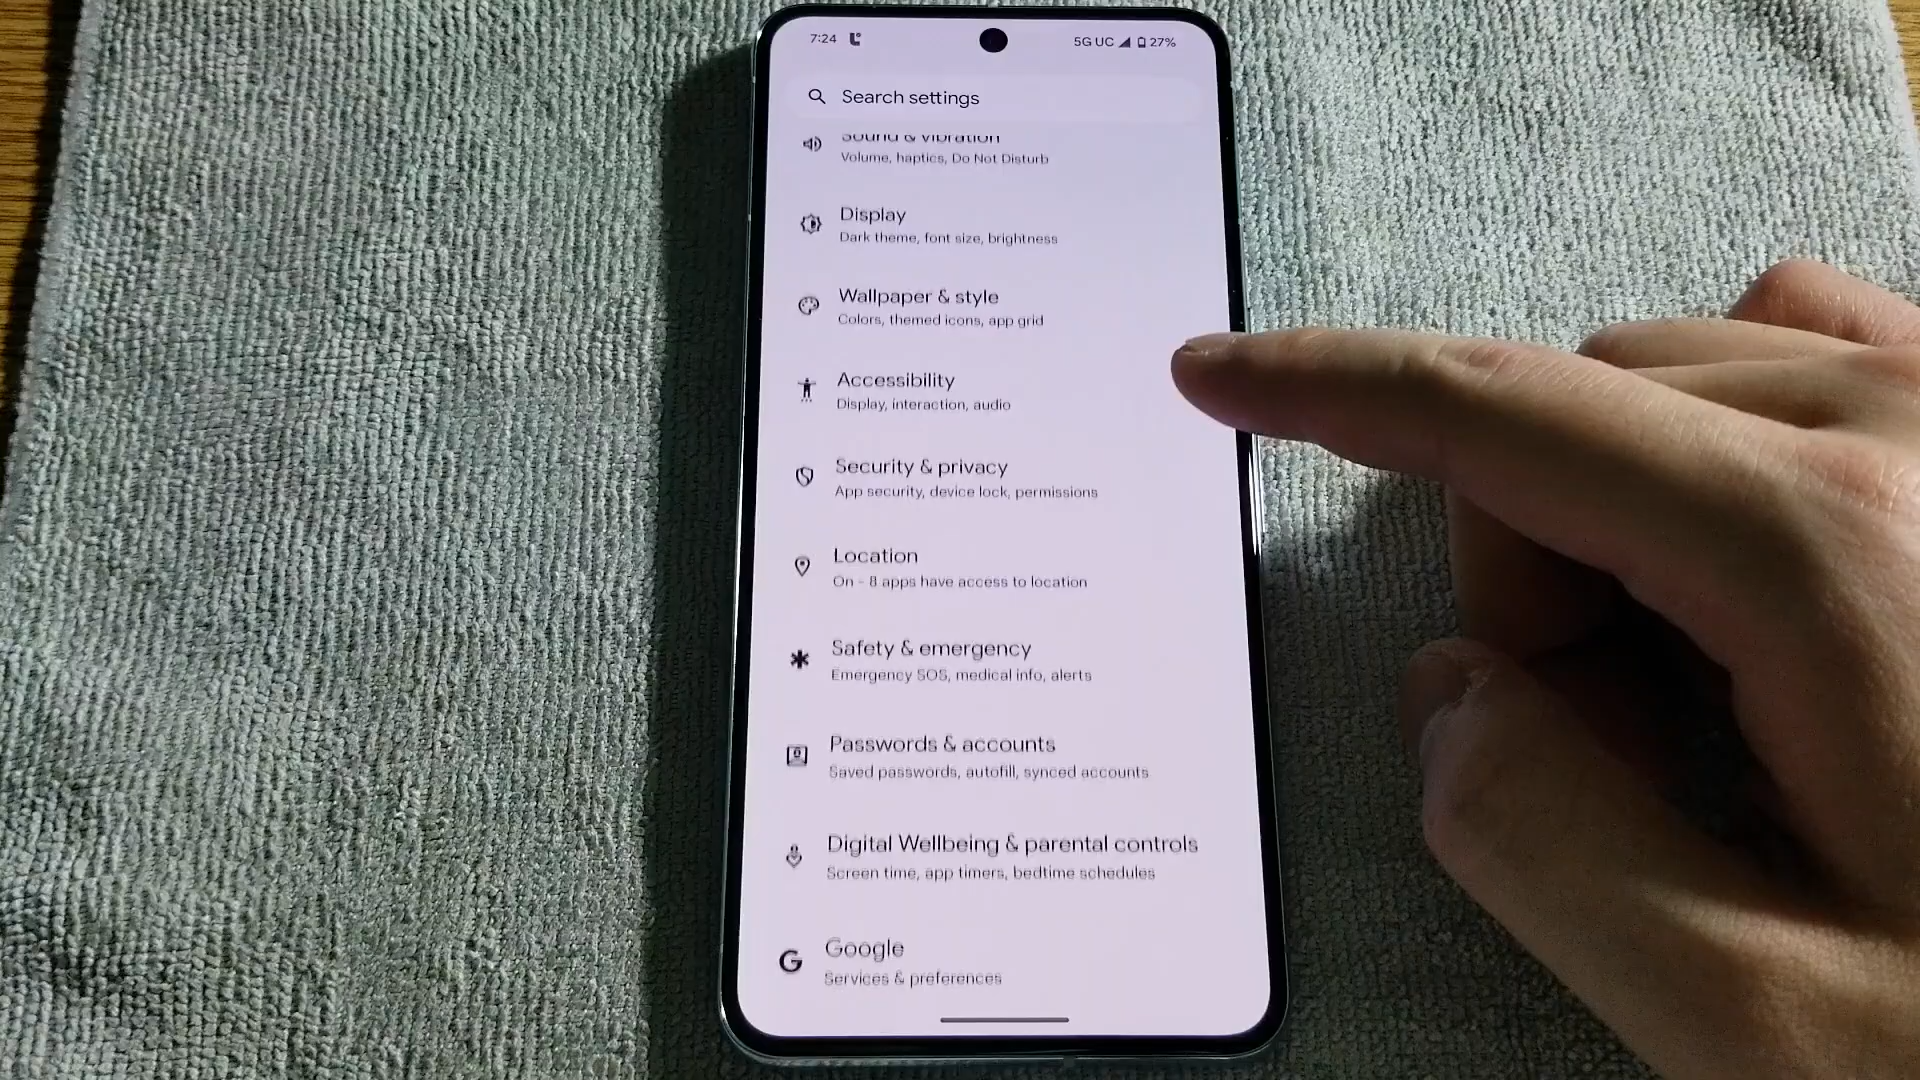 7:24 5G UC 27%
Search settings
Sound & vibration
Volume, haptics, Do Not Disturb
Display
Dark theme, font size, brightness
Wallpaper & style
Colors, themed icons, app grid
Accessibility
Display, interaction, audio
Security & privacy
App security, device lock, permissions
Location
On - 8 apps have access to location
Safety & emergency
Emergency SOS, medical info, alerts
Passwords & accounts
Saved passwords, autofill, synced accounts
Digital Wellbeing & parental controls
Screen time, app timers, bedtime schedules
Google
Services & preferences